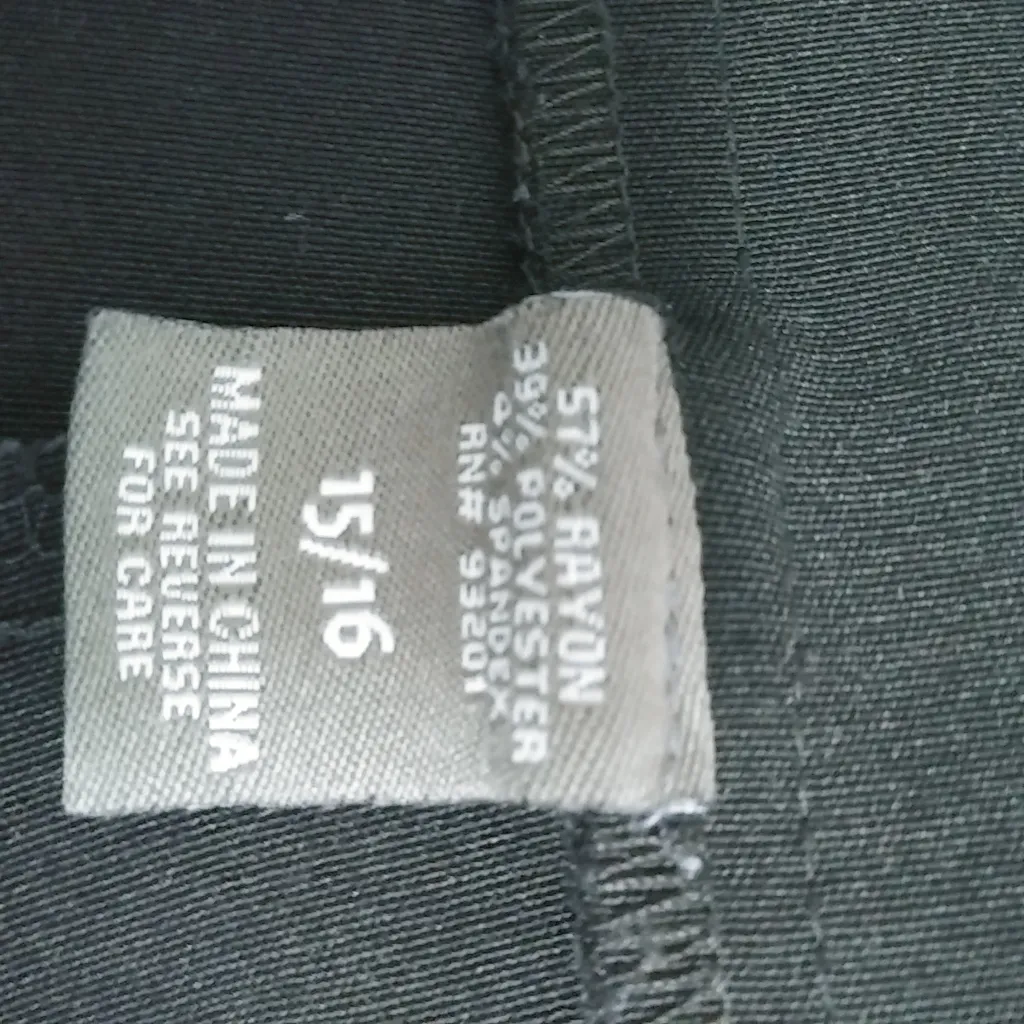 57% RAYON
39% POLYESTER
4% SPANDEX
RN# 93201
15/16
MADE IN CHINA
SEE REVERSE
FOR CARE